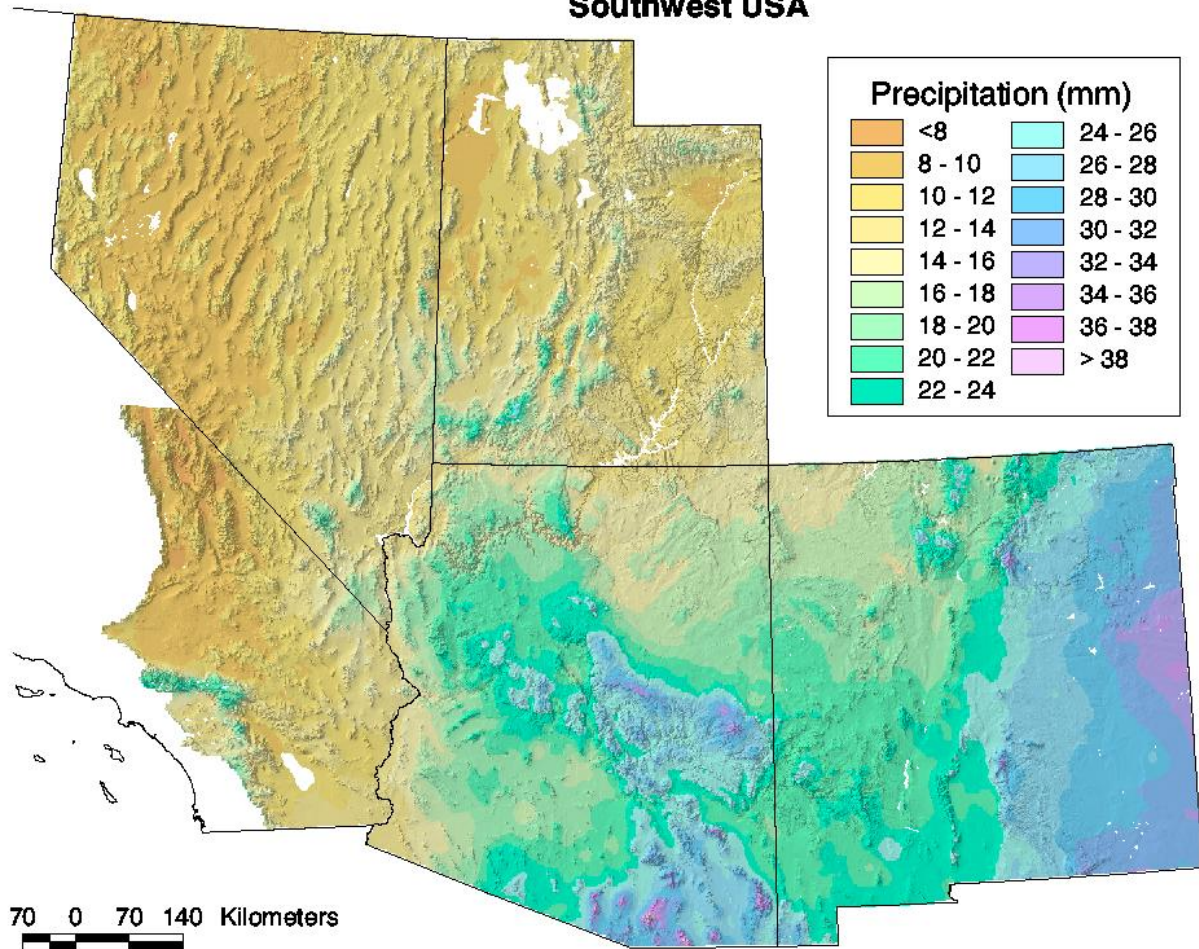 Southwest USA
Precipitation (mm)
<8
8 - 10
10 - 12
12 - 14
14 - 16
16 - 18
18 - 20
20 - 22
22 - 24
24 - 26
26 - 28
28 - 30
30 - 32
32 - 34
34 - 36
36 - 38
> 38
70 0 70 140 Kilometers